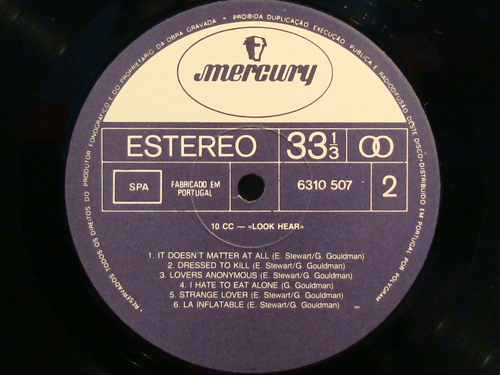 mercury
ESTEREO 33 1/3
SPA
FABRICADO EM
PORTUGAL
6310 507
2
10 CC — «LOOK HEAR»
1. IT DOESN'T MATTER AT ALL (E. Stewart/G. Gouldman)
2. DRESSED TO KILL (E. Stewart/G. Gouldman)
3. LOVERS ANONYMOUS (E. Stewart/G. Gouldman)
4. I HATE TO EAT ALONE (G. Gouldman)
5. STRANGE LOVER (E. Stewart/G. Gouldman)
6. LA INFLATABLE (E. Stewart/G. Gouldman)
• RESERVADOS TODOS OS DIREITOS DO PRODUTOR FONOGRÁFICO E DO PROPRIETÁRIO DA OBRA GRAVADA • PROIBIDA DUPLICAÇÃO EXECUÇÃO PÚBLICA E RADIODIFUSÃO DESTE DISCO • DISTRIBUIDO EM PORTUGAL POR POLYGRAM